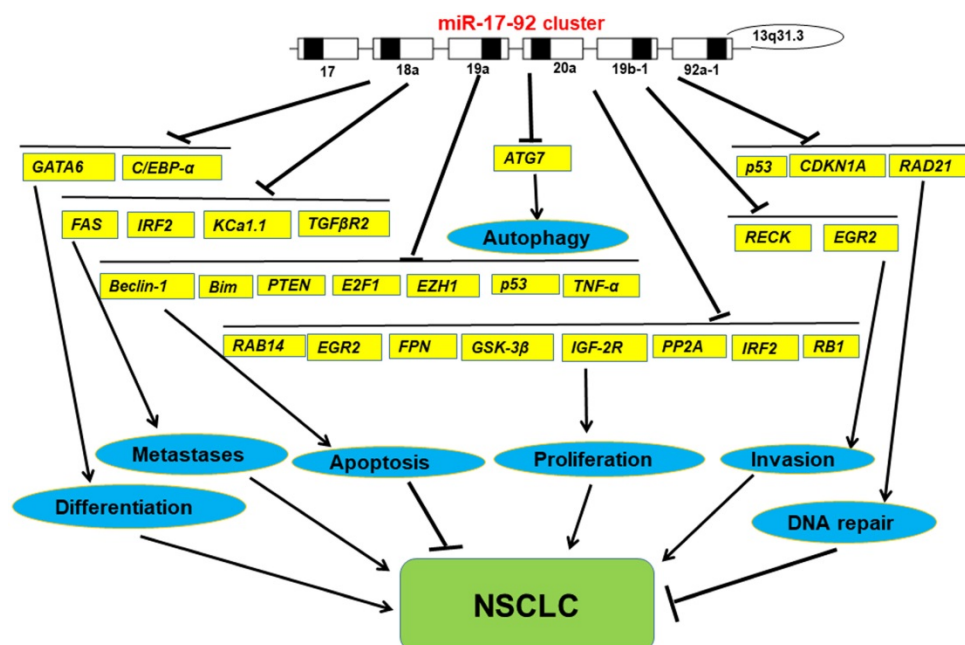 miR-17-92 cluster
13q31.3
17
18a
19a
20a
19b-1
92a-1
GATA6
C/EBP-α
ATG7
p53
CDKN1A
RAD21
FAS
IRF2
KCa1.1
TGFβR2
Autophagy
RECK
EGR2
Beclin-1
Bim
PTEN
E2F1
EZH1
p53
TNF-α
RAB14
EGR2
FPN
GSK-3β
IGF-2R
PP2A
IRF2
RB1
Metastases
Apoptosis
Proliferation
Invasion
Differentiation
DNA repair
NSCLC